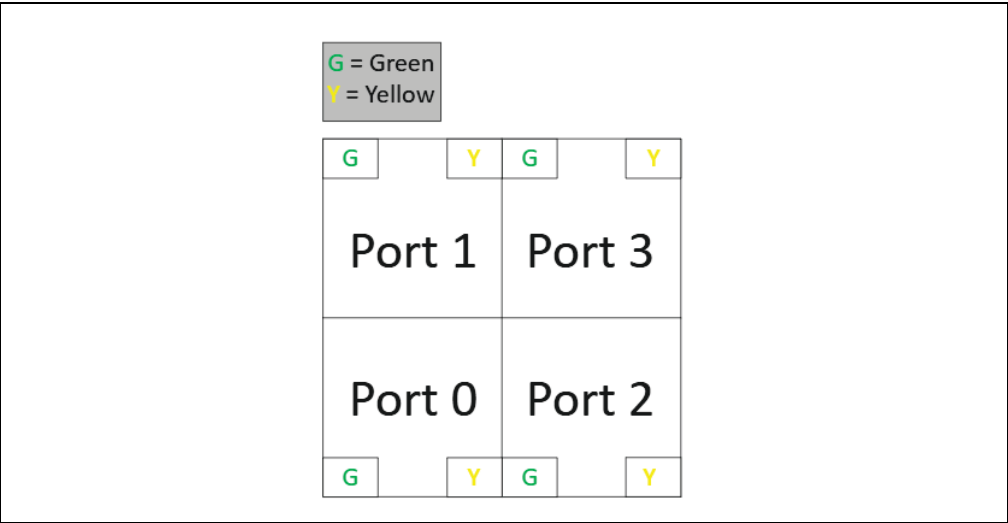 G = Green
Y = Yellow
G Y G Y
Port 1 Port 3
Port 0 Port 2
G Y G Y